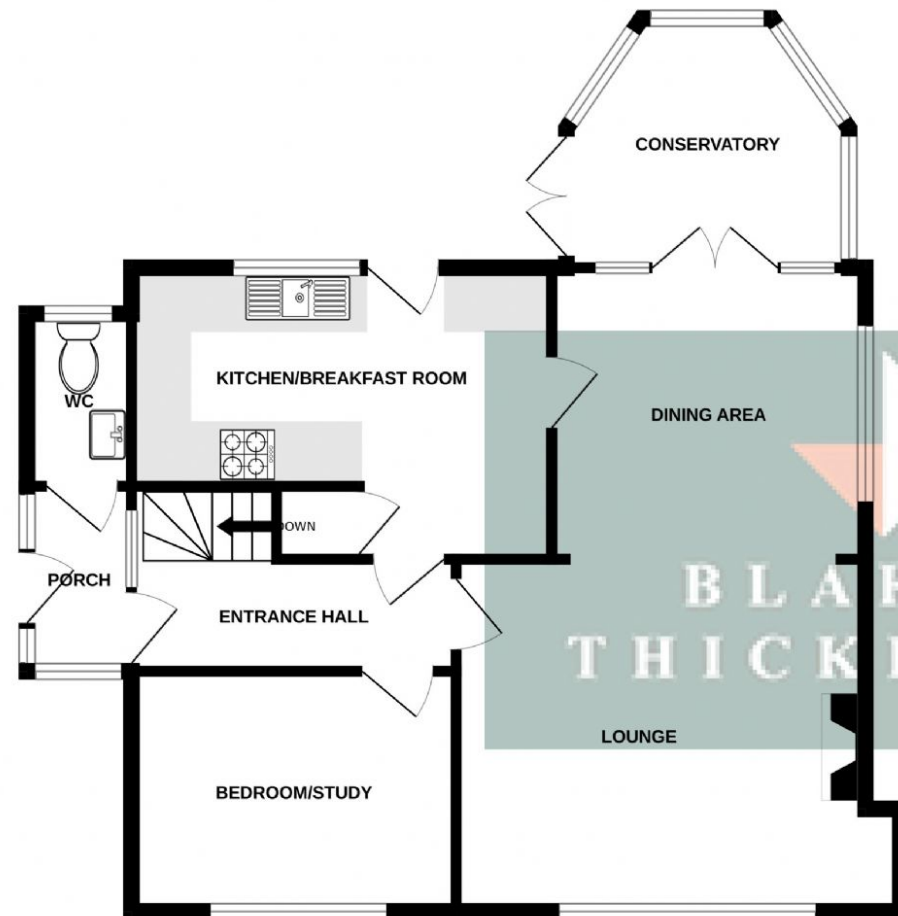 CONSERVATORY
KITCHEN/BREAKFAST ROOM
WC
DINING AREA
DOWN
PORCH
ENTRANCE HALL
LOUNGE
BEDROOM/STUDY